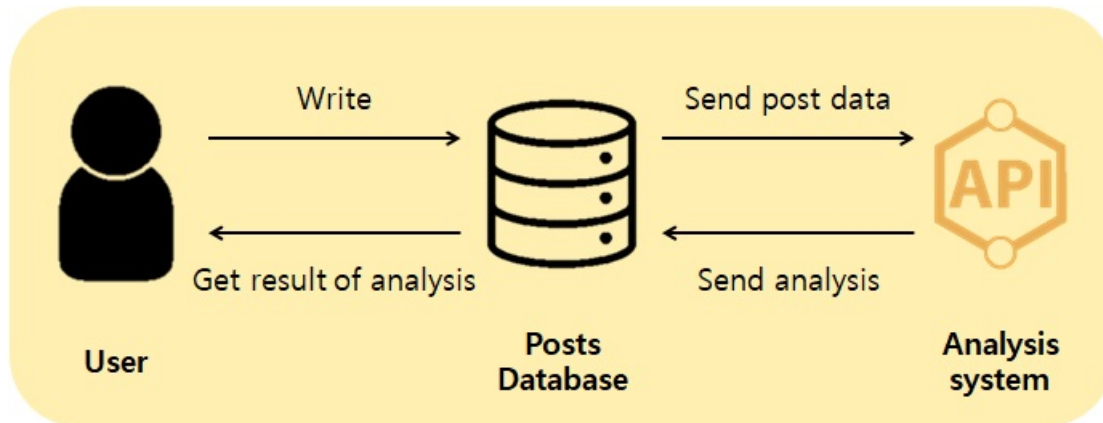 Write
Send post data
API
Get result of analysis
Send analysis
User
Posts
Database
Analysis
system